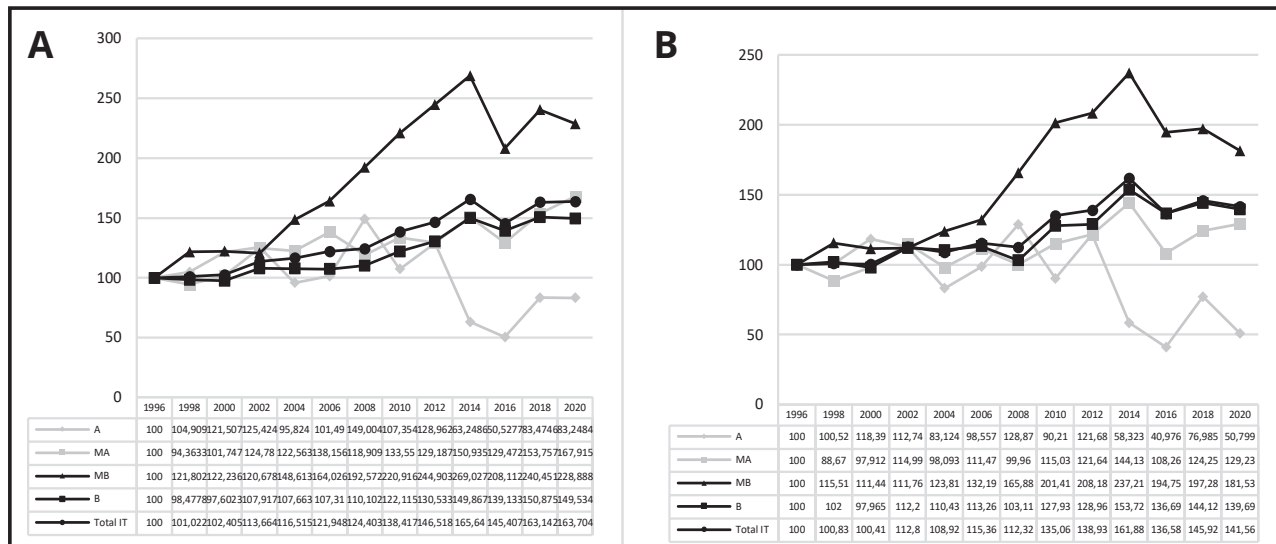 A
300
250
200
150
100
50
0
1996 1998 2000 2002 2004 2006 2008 2010 2012 2014 2016 2018 2020
A 100 104,909 121,507 125,424 95,824 101,49 149,004 107,354 128,962 63,2486 50,5277 83,4746 83,2484
MA 100 94,3633 101,747 124,78 122,563 138,156 118,909 133,55 129,187 150,935 129,472 153,757 167,915
MB 100 121,802 122,236 120,678 148,613 164,026 192,572 220,916 244,903 269,027 208,112 240,451 228,888
B 100 98,4778 97,6023 107,917 107,663 107,31 110,102 122,115 130,533 149,867 139,133 150,875 149,534
Total IT 100 101,022 102,405 113,664 116,515 121,948 124,403 138,417 146,518 165,64 145,407 163,142 163,704
B
250
200
150
100
50
0
1996 1998 2000 2002 2004 2006 2008 2010 2012 2014 2016 2018 2020
A 100 100,52 118,39 112,74 83,124 98,557 128,87 90,21 121,68 58,323 40,976 76,985 50,799
MA 100 88,67 97,912 114,99 98,093 111,47 99,96 115,03 121,64 144,13 108,26 124,25 129,23
MB 100 115,51 111,44 111,76 123,81 132,19 165,88 201,41 208,18 237,21 194,75 197,28 181,53
B 100 102 97,965 112,2 110,43 113,26 103,11 127,93 128,96 153,72 136,69 144,12 139,69
Total IT 100 100,83 100,41 112,8 108,92 115,36 112,32 135,06 138,93 161,88 136,58 145,92 141,56